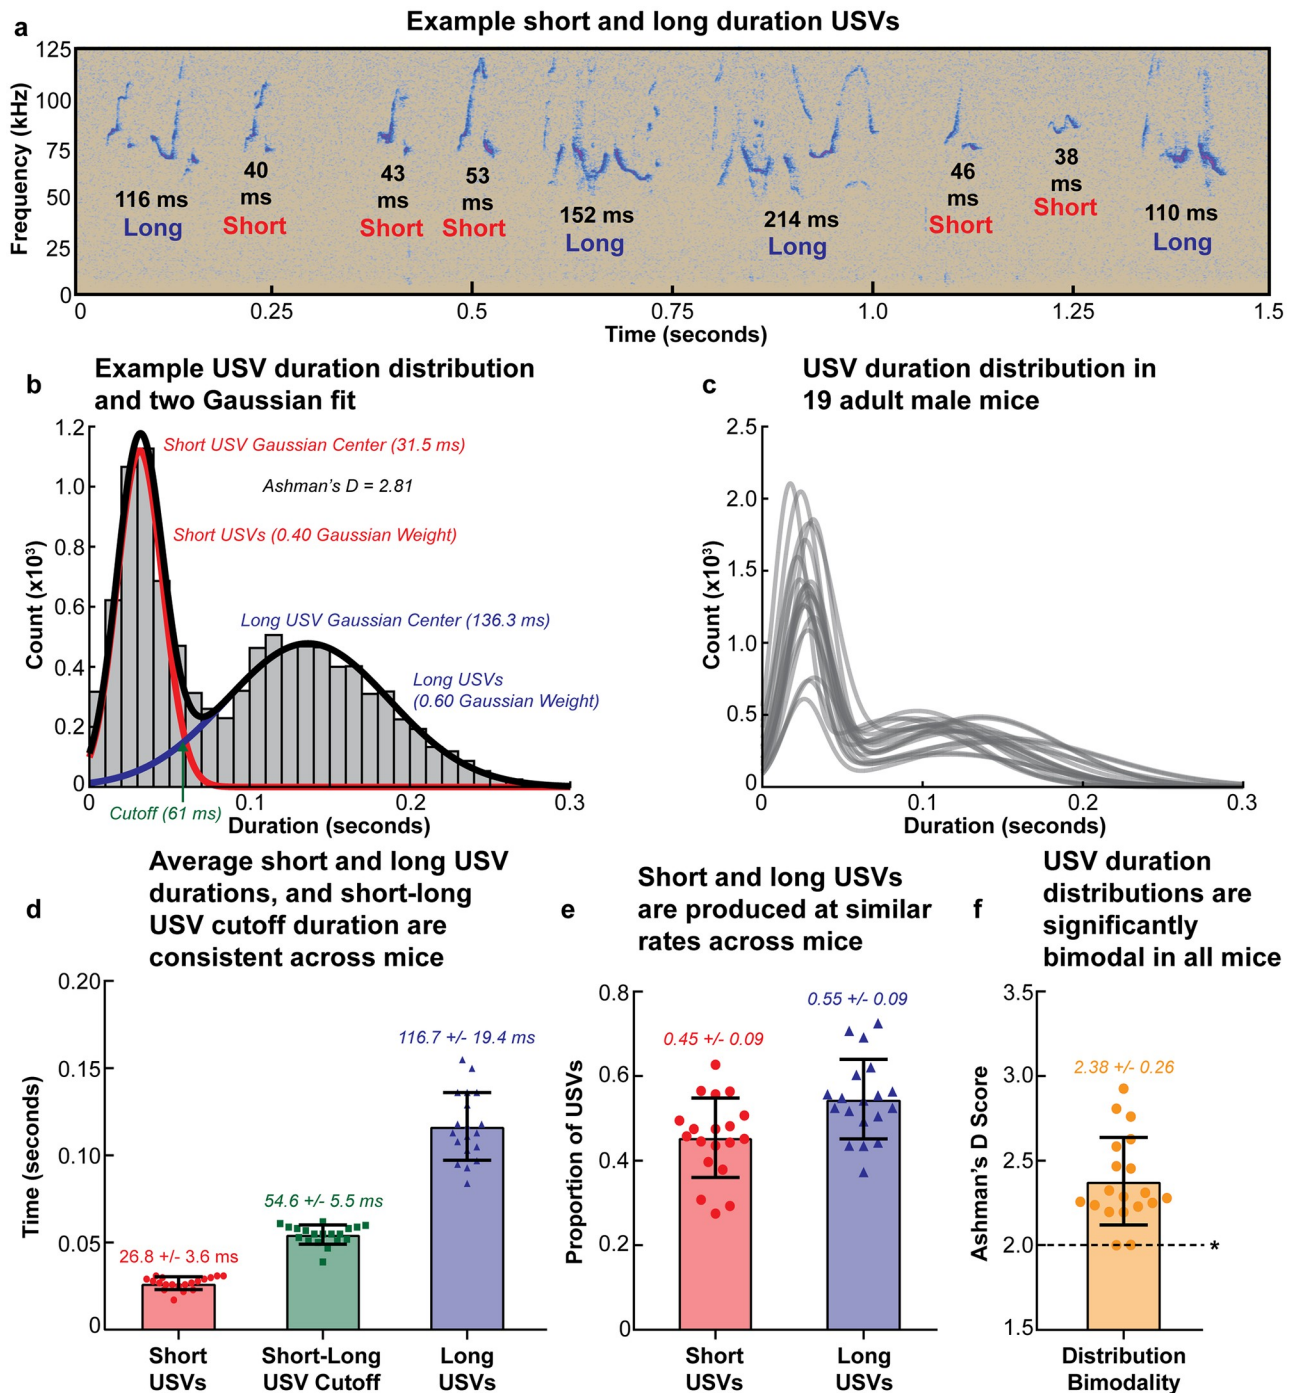 a
Example short and long duration USVs
Frequency (kHz)
125
100
75
50
25
0
116 ms
Long
40
ms
Short
43
ms
Short
53
ms
Short
152 ms
Long
214 ms
Long
46
ms
Short
38
ms
Short
110 ms
Long
0
0.25
0.5
0.75
1.0
1.25
1.5
Time (seconds)
b
Example USV duration distribution
and two Gaussian fit
Count (x10³)
1.2
1.0
0.8
0.6
0.4
0.2
0
Short USV Gaussian Center (31.5 ms)
Ashman's D = 2.81
Short USVs (0.40 Gaussian Weight)
Long USV Gaussian Center (136.3 ms)
Long USVs
(0.60 Gaussian Weight)
0
0.1
0.2
0.3
Cutoff (61 ms)
Duration (seconds)
c
USV duration distribution in
19 adult male mice
Count (x10³)
2.5
2.0
1.5
1.0
0.5
0
0
0.1
0.2
0.3
Duration (seconds)
d
Average short and long USV
durations, and short-long
USV cutoff duration are
consistent across mice
Time (seconds)
0.20
0.15
0.10
0.05
0
26.8 +/- 3.6 ms
54.6 +/- 5.5 ms
116.7 +/- 19.4 ms
Short
USVs
Short-Long
USV Cutoff
Long
USVs
e
Short and long USVs
are produced at similar
rates across mice
Proportion of USVs
0.8
0.6
0.4
0.2
0
0.45 +/- 0.09
0.55 +/- 0.09
Short
USVs
Long
USVs
f
USV duration
distributions are
significantly
bimodal in all mice
Ashman's D Score
3.5
3.0
2.5
2.0
1.5
2.38 +/- 0.26
*
Distribution
Bimodality